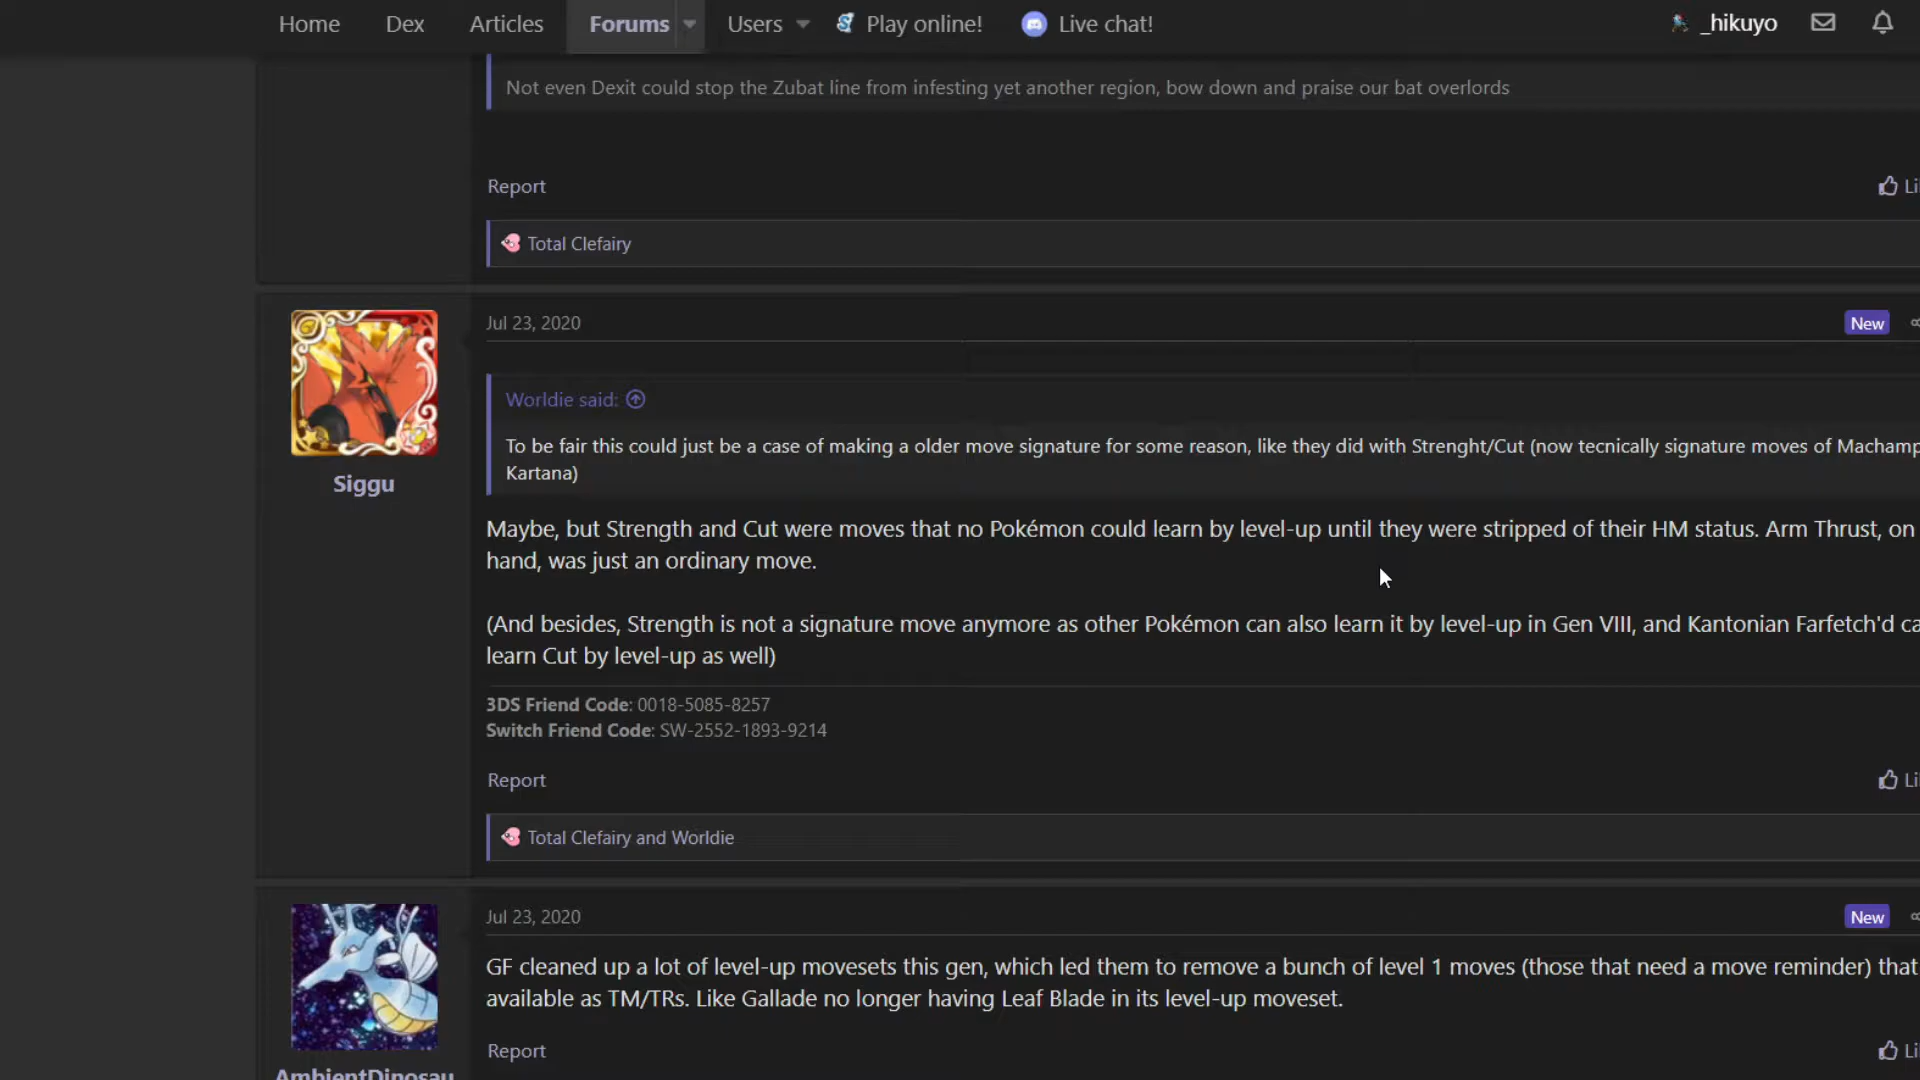 Home Dex Articles Forums Users Play online! Live chat! _hikuyo
Not even Dexit could stop the Zubat line from infesting yet another region, bow down and praise our bat overlords
Report
Total Clefairy
Jul 23, 2020 New
Siggu
Worldie said:
To be fair this could just be a case of making a older move signature for some reason, like they did with Strenght/Cut (now tecnically signature moves of Machamp
Kartana)
Maybe, but Strength and Cut were moves that no Pokémon could learn by level-up until they were stripped of their HM status. Arm Thrust, on
hand, was just an ordinary move.
(And besides, Strength is not a signature move anymore as other Pokémon can also learn it by level-up in Gen VIII, and Kantonian Farfetch'd ca
learn Cut by level-up as well)
3DS Friend Code: 0018-5085-8257
Switch Friend Code: SW-2552-1893-9214
Report
Total Clefairy and Worldie
Jul 23, 2020 New
GF cleaned up a lot of level-up movesets this gen, which led them to remove a bunch of level 1 moves (those that need a move reminder) that
available as TM/TRs. Like Gallade no longer having Leaf Blade in its level-up moveset.
Report
AmbientDinosau